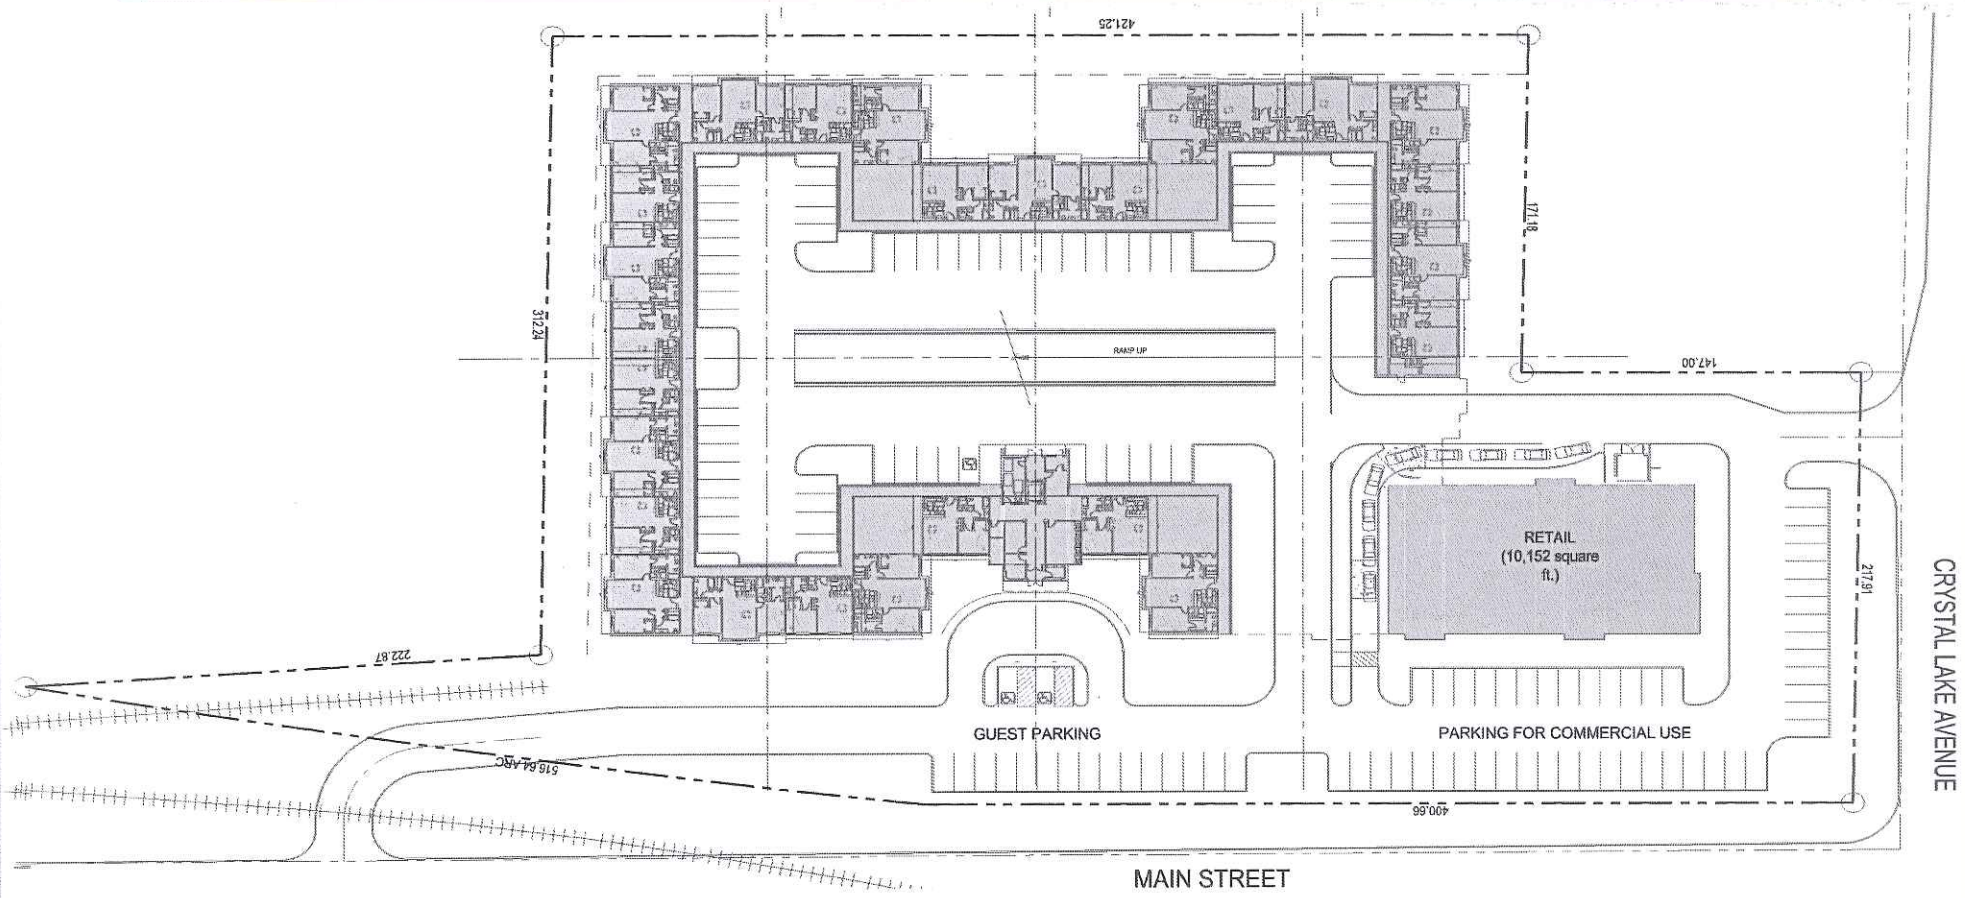 421.25
171.18
312.24
RAMP UP
147.00
RETAIL
(10,152 square
ft.)
217.91
CRYSTAL LAKE AVENUE
222.87
GUEST PARKING
PARKING FOR COMMERCIAL USE
516.64 ARC
400.66
MAIN STREET